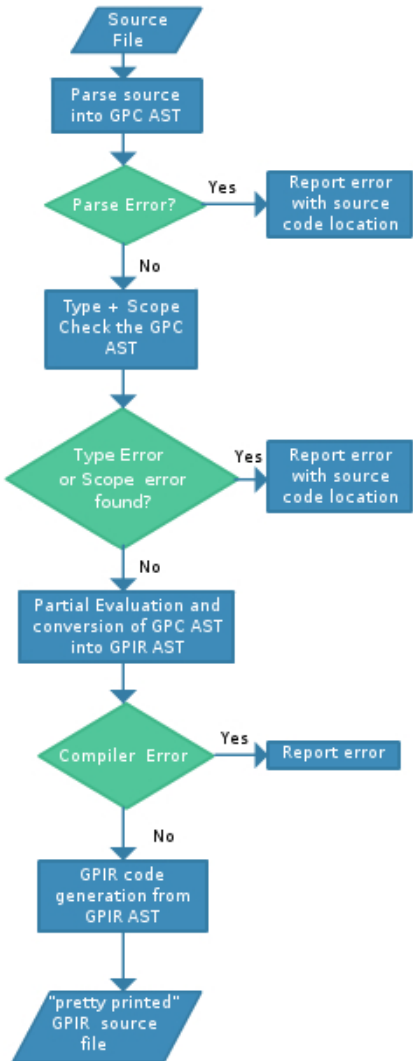 Source
File
Parse source
into GPC AST
Parse Error?
Yes
Report error
with source
code location
No
Type + Scope
Check the GPC
AST
Type Error
or Scope error
found?
Yes
Report error
with source
code location
No
Partial Evaluation and
conversion of GPC AST
into GPIR AST
Compiler Error
Yes
Report error
No
GPIR code
generation from
GPIR AST
"pretty printed"
GPIR source
file